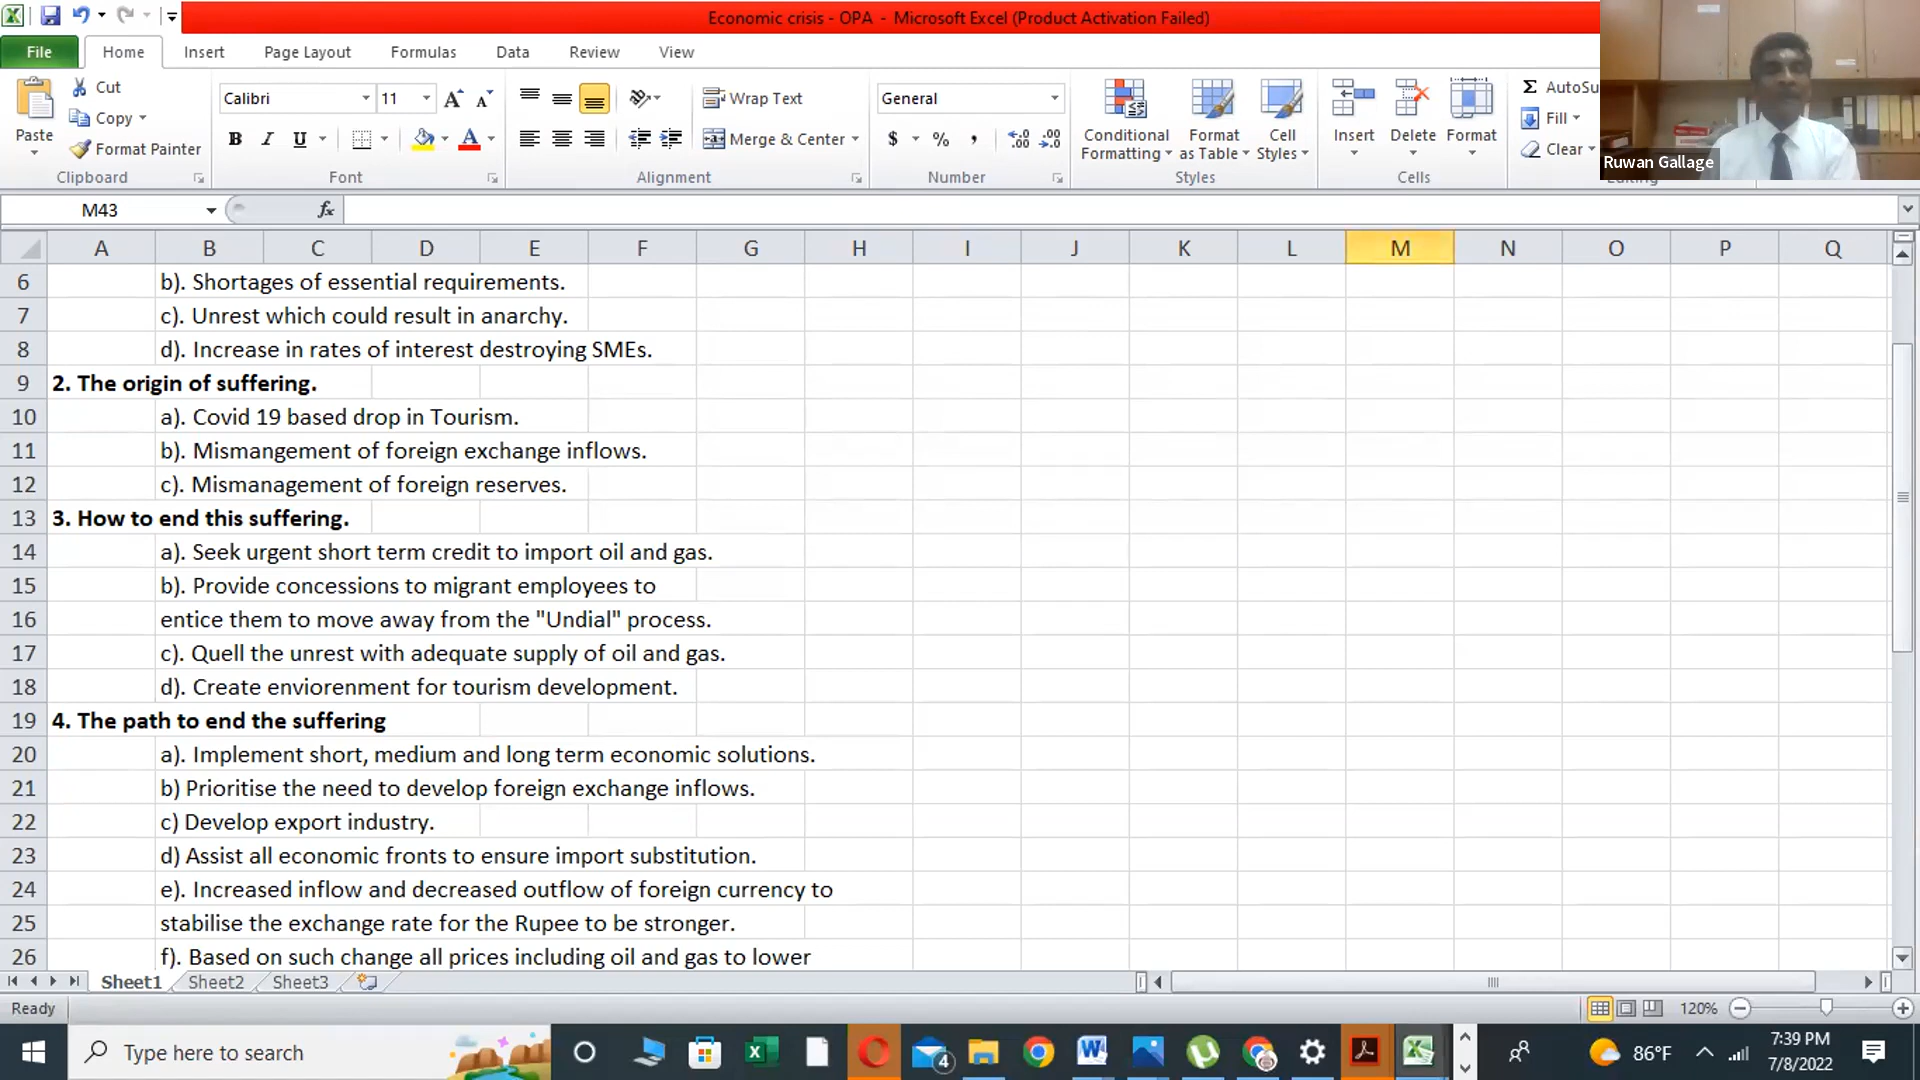 Economic crisis - OPA - Microsoft Excel (Product Activation Failed)
File Home Insert Page Layout Formulas Data Review View
Cut
Copy
Format Painter
Paste
Clipboard
Calibri 11
B I U
Font
Wrap Text
Merge & Center
Alignment
General
$ % ,
Number
Conditional Formatting
Format as Table
Cell Styles
Styles
Insert Delete Format
Cells
Σ AutoSu
Fill
Clear
Ruwan Gallage
M43 fx
A B C D E F G H I J K L M N O P Q
6 b). Shortages of essential requirements.
7 c). Unrest which could result in anarchy.
8 d). Increase in rates of interest destroying SMEs.
9 2. The origin of suffering.
10 a). Covid 19 based drop in Tourism.
11 b). Mismangement of foreign exchange inflows.
12 c). Mismanagement of foreign reserves.
13 3. How to end this suffering.
14 a). Seek urgent short term credit to import oil and gas.
15 b). Provide concessions to migrant employees to
16 entice them to move away from the "Undial" process.
17 c). Quell the unrest with adequate supply of oil and gas.
18 d). Create enviorenment for tourism development.
19 4. The path to end the suffering
20 a). Implement short, medium and long term economic solutions.
21 b) Prioritise the need to develop foreign exchange inflows.
22 c) Develop export industry.
23 d) Assist all economic fronts to ensure import substitution.
24 e). Increased inflow and decreased outflow of foreign currency to
25 stabilise the exchange rate for the Rupee to be stronger.
26 f). Based on such change all prices including oil and gas to lower
Sheet1 Sheet2 Sheet3
Ready 120%
Type here to search
4
86°F
7:39 PM
7/8/2022